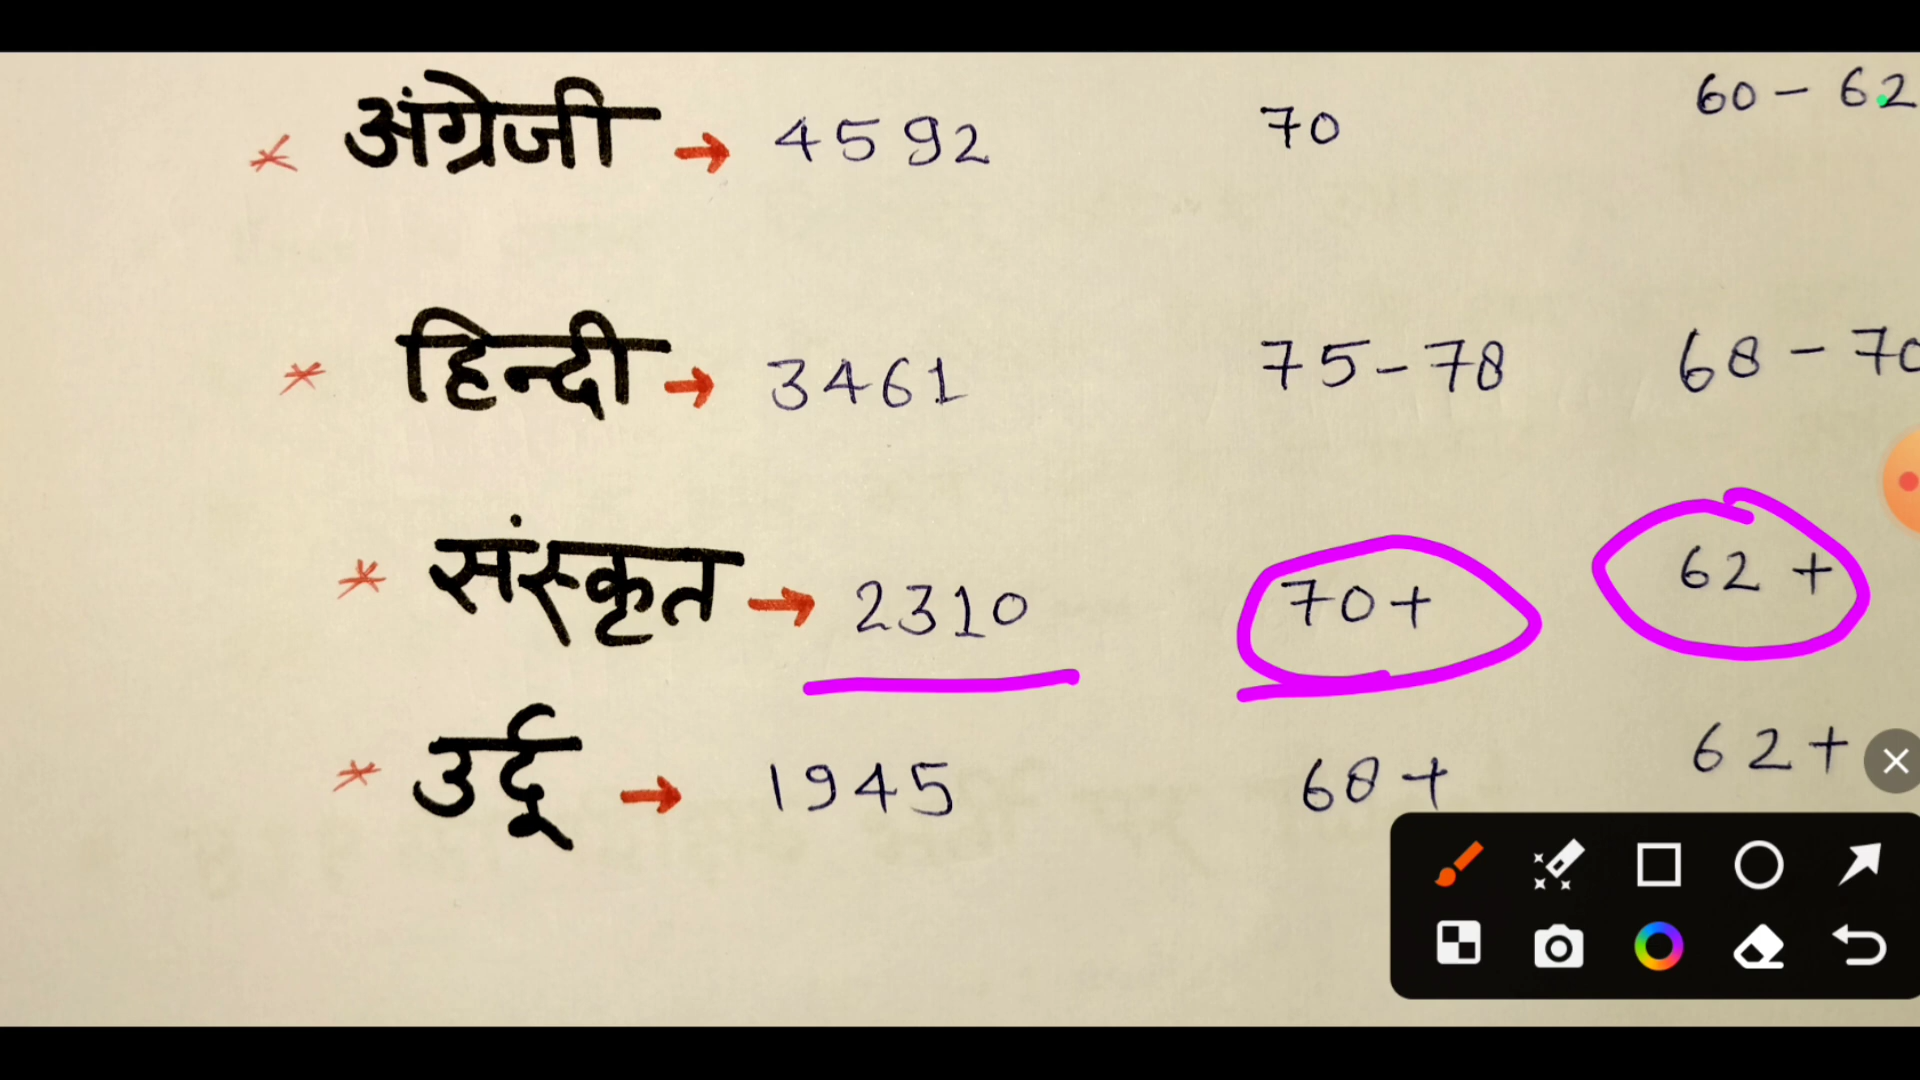 * अंग्रेजी → 4592 70 60 - 62
* हिन्दी → 3461 75-78 68 - 70
* संस्कृत → 2310 70+ 62 +
* उर्दू → 1945 68+ 62+